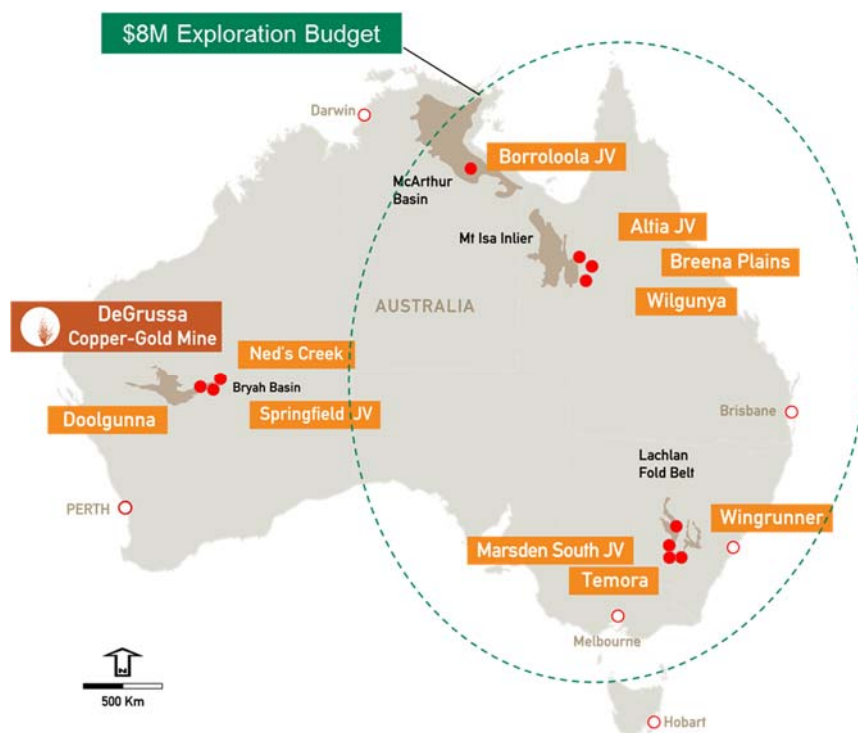 $8M Exploration Budget
Darwin
Borroloola JV
McArthur
Basin
Mt Isa Inlier
Altia JV
Breena Plains
Wilgunya
AUSTRALIA
DeGrussa
Copper-Gold Mine
Ned's Creek
Bryah Basin
Springfield JV
Doolgunna
Brisbane
Lachlan
Fold Belt
PERTH
Wingrunner
Marsden South JV
Temora
Melbourne
N
500 Km
Hobart